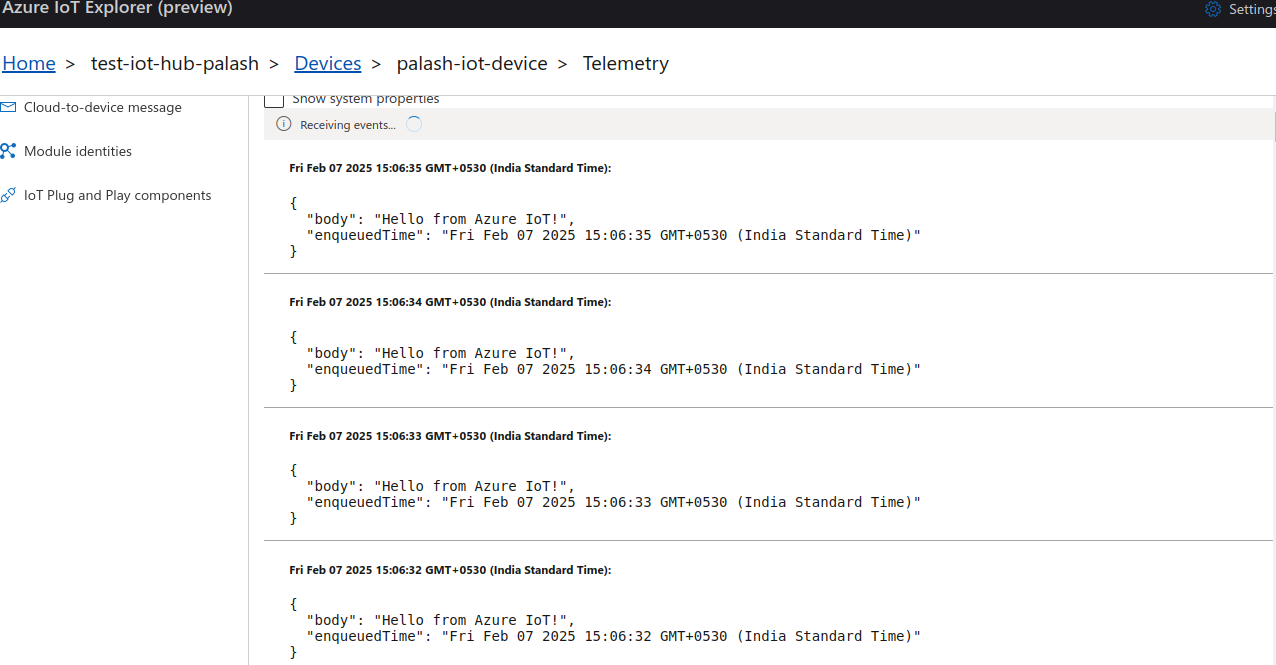 Azure IoT Explorer (preview)
Settings
Home > test-iot-hub-palash > Devices > palash-iot-device > Telemetry
Cloud-to-device message
Module identities
IoT Plug and Play components
Show system properties
Receiving events...
Fri Feb 07 2025 15:06:35 GMT+0530 (India Standard Time):
{
"body": "Hello from Azure IoT!",
"enqueuedTime": "Fri Feb 07 2025 15:06:35 GMT+0530 (India Standard Time)"
}
Fri Feb 07 2025 15:06:34 GMT+0530 (India Standard Time):
{
"body": "Hello from Azure IoT!",
"enqueuedTime": "Fri Feb 07 2025 15:06:34 GMT+0530 (India Standard Time)"
}
Fri Feb 07 2025 15:06:33 GMT+0530 (India Standard Time):
{
"body": "Hello from Azure IoT!",
"enqueuedTime": "Fri Feb 07 2025 15:06:33 GMT+0530 (India Standard Time)"
}
Fri Feb 07 2025 15:06:32 GMT+0530 (India Standard Time):
{
"body": "Hello from Azure IoT!",
"enqueuedTime": "Fri Feb 07 2025 15:06:32 GMT+0530 (India Standard Time)"
}